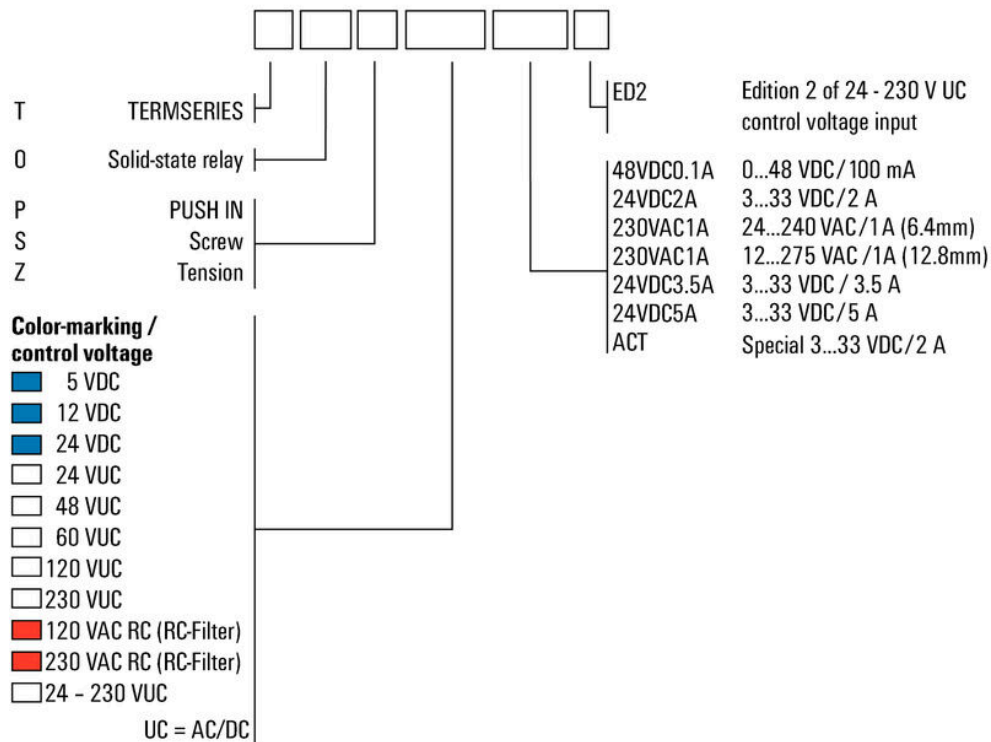 T TERMSERIES
O Solid-state relay
P PUSH IN
S Screw
Z Tension
Color-marking /
control voltage
5 VDC
12 VDC
24 VDC
24 VUC
48 VUC
60 VUC
120 VUC
230 VUC
120 VAC RC (RC-Filter)
230 VAC RC (RC-Filter)
24 – 230 VUC
UC = AC/DC
ED2 Edition 2 of 24 - 230 V UC
control voltage input
48VDC0.1A 0...48 VDC/100 mA
24VDC2A 3...33 VDC/2 A
230VAC1A 24...240 VAC/1A (6.4mm)
230VAC1A 12...275 VAC/1A (12.8mm)
24VDC3.5A 3...33 VDC / 3.5 A
24VDC5A 3...33 VDC/5 A
ACT Special 3...33 VDC/2 A